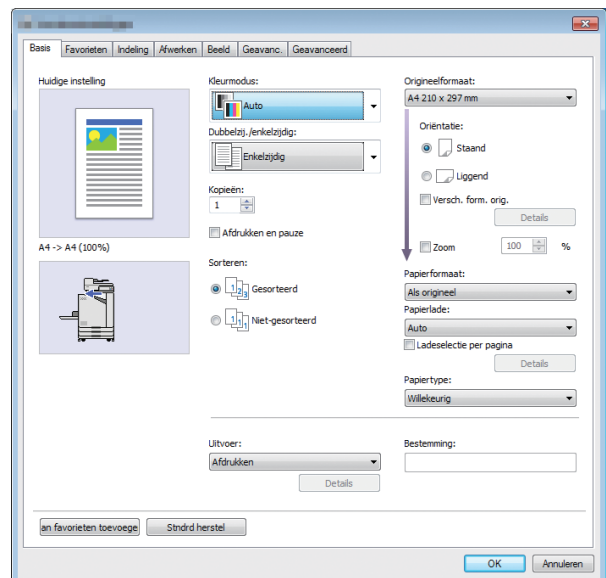 Basis Favorieten Indeling Afwerken Beeld Geavanc. Geavanceerd
Huidige instelling
A4 -> A4 (100%)
Kleurmodus:
Auto
Dubbelzij./enkelzijdig:
Enkelzijdig
Kopieën:
1
Afdrukken en pauze
Sorteren:
Gesorteerd
Niet-gesorteerd
Origineelformaat:
A4 210 x 297 mm
Oriëntatie:
Staand
Liggend
Versch. form. orig.
Details
Zoom 100 %
Papierformaat:
Als origineel
Papierlade:
Auto
Ladeselectie per pagina
Details
Papiertype:
Willekeurig
Uitvoer:
Afdrukken
Details
Bestemming:
an favorieten toevoege Stndrd herstel
OK Annuleren